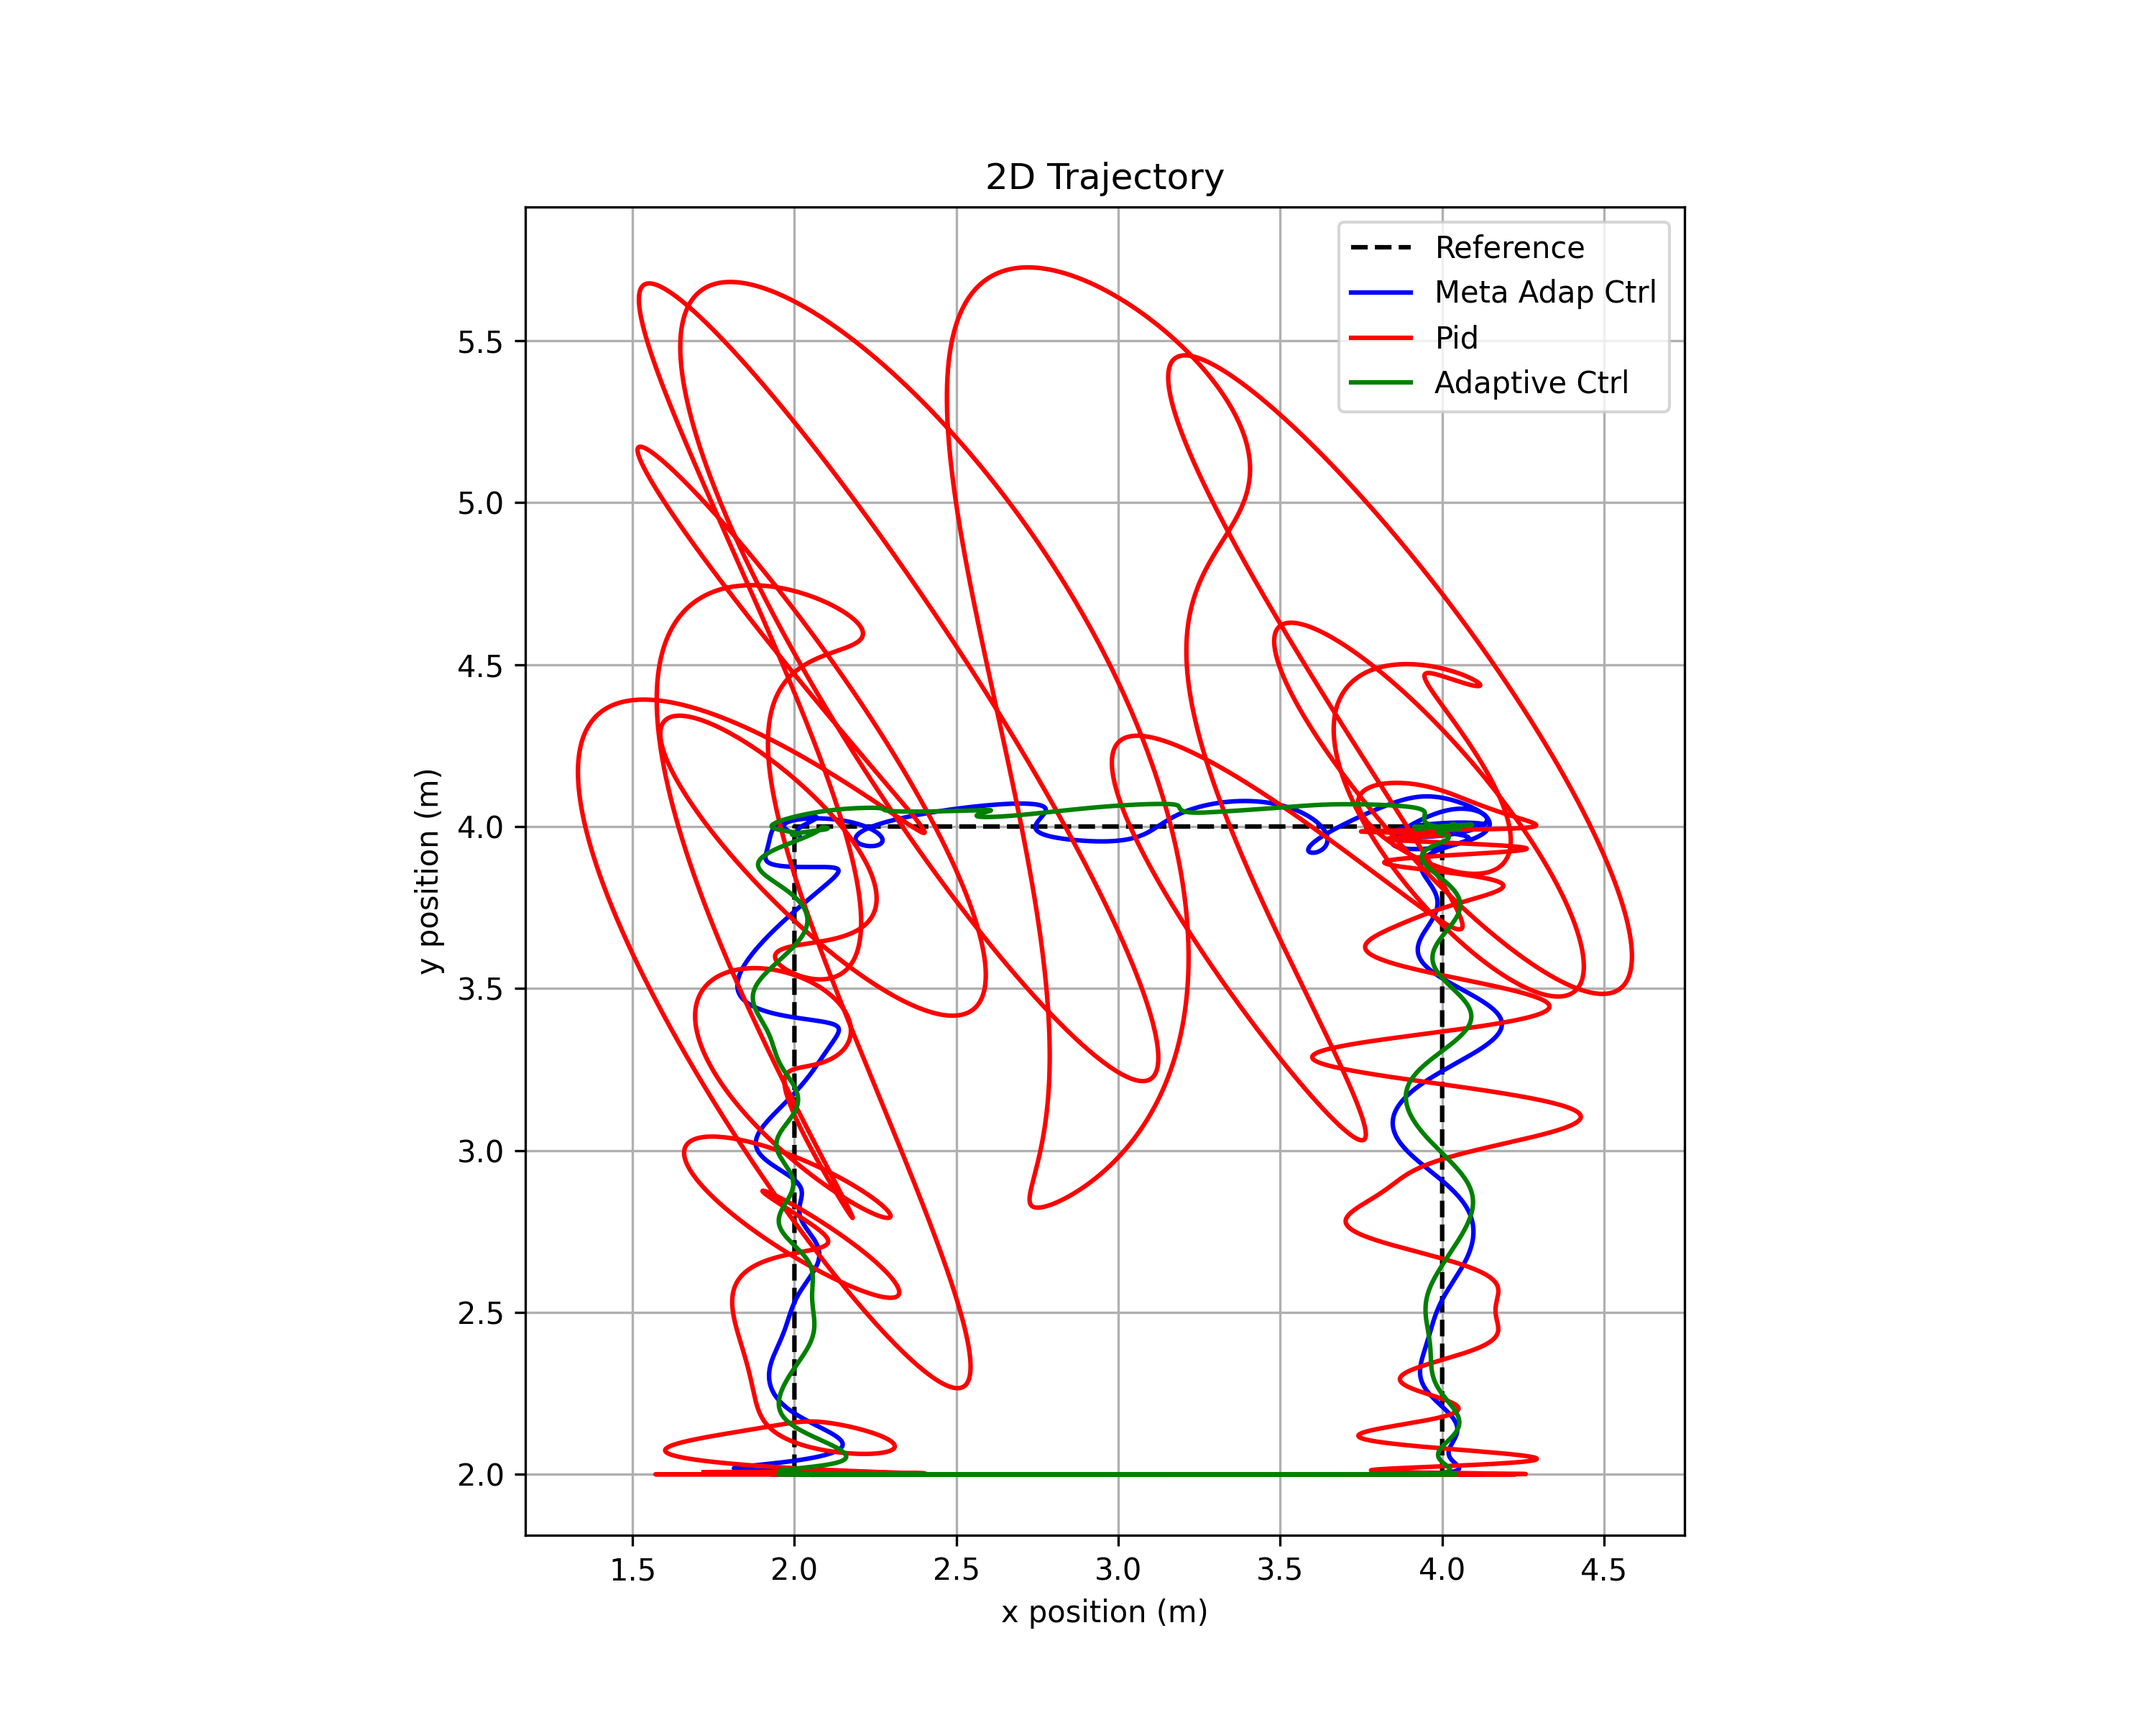 2D Trajectory
Reference
Meta Adap Ctrl
Pid
Adaptive Ctrl
5.5
5.0
4.5
4.0
3.5
3.0
2.5
2.0
y position (m)
1.5 2.0 2.5 3.0 3.5 4.0 4.5
x position (m)